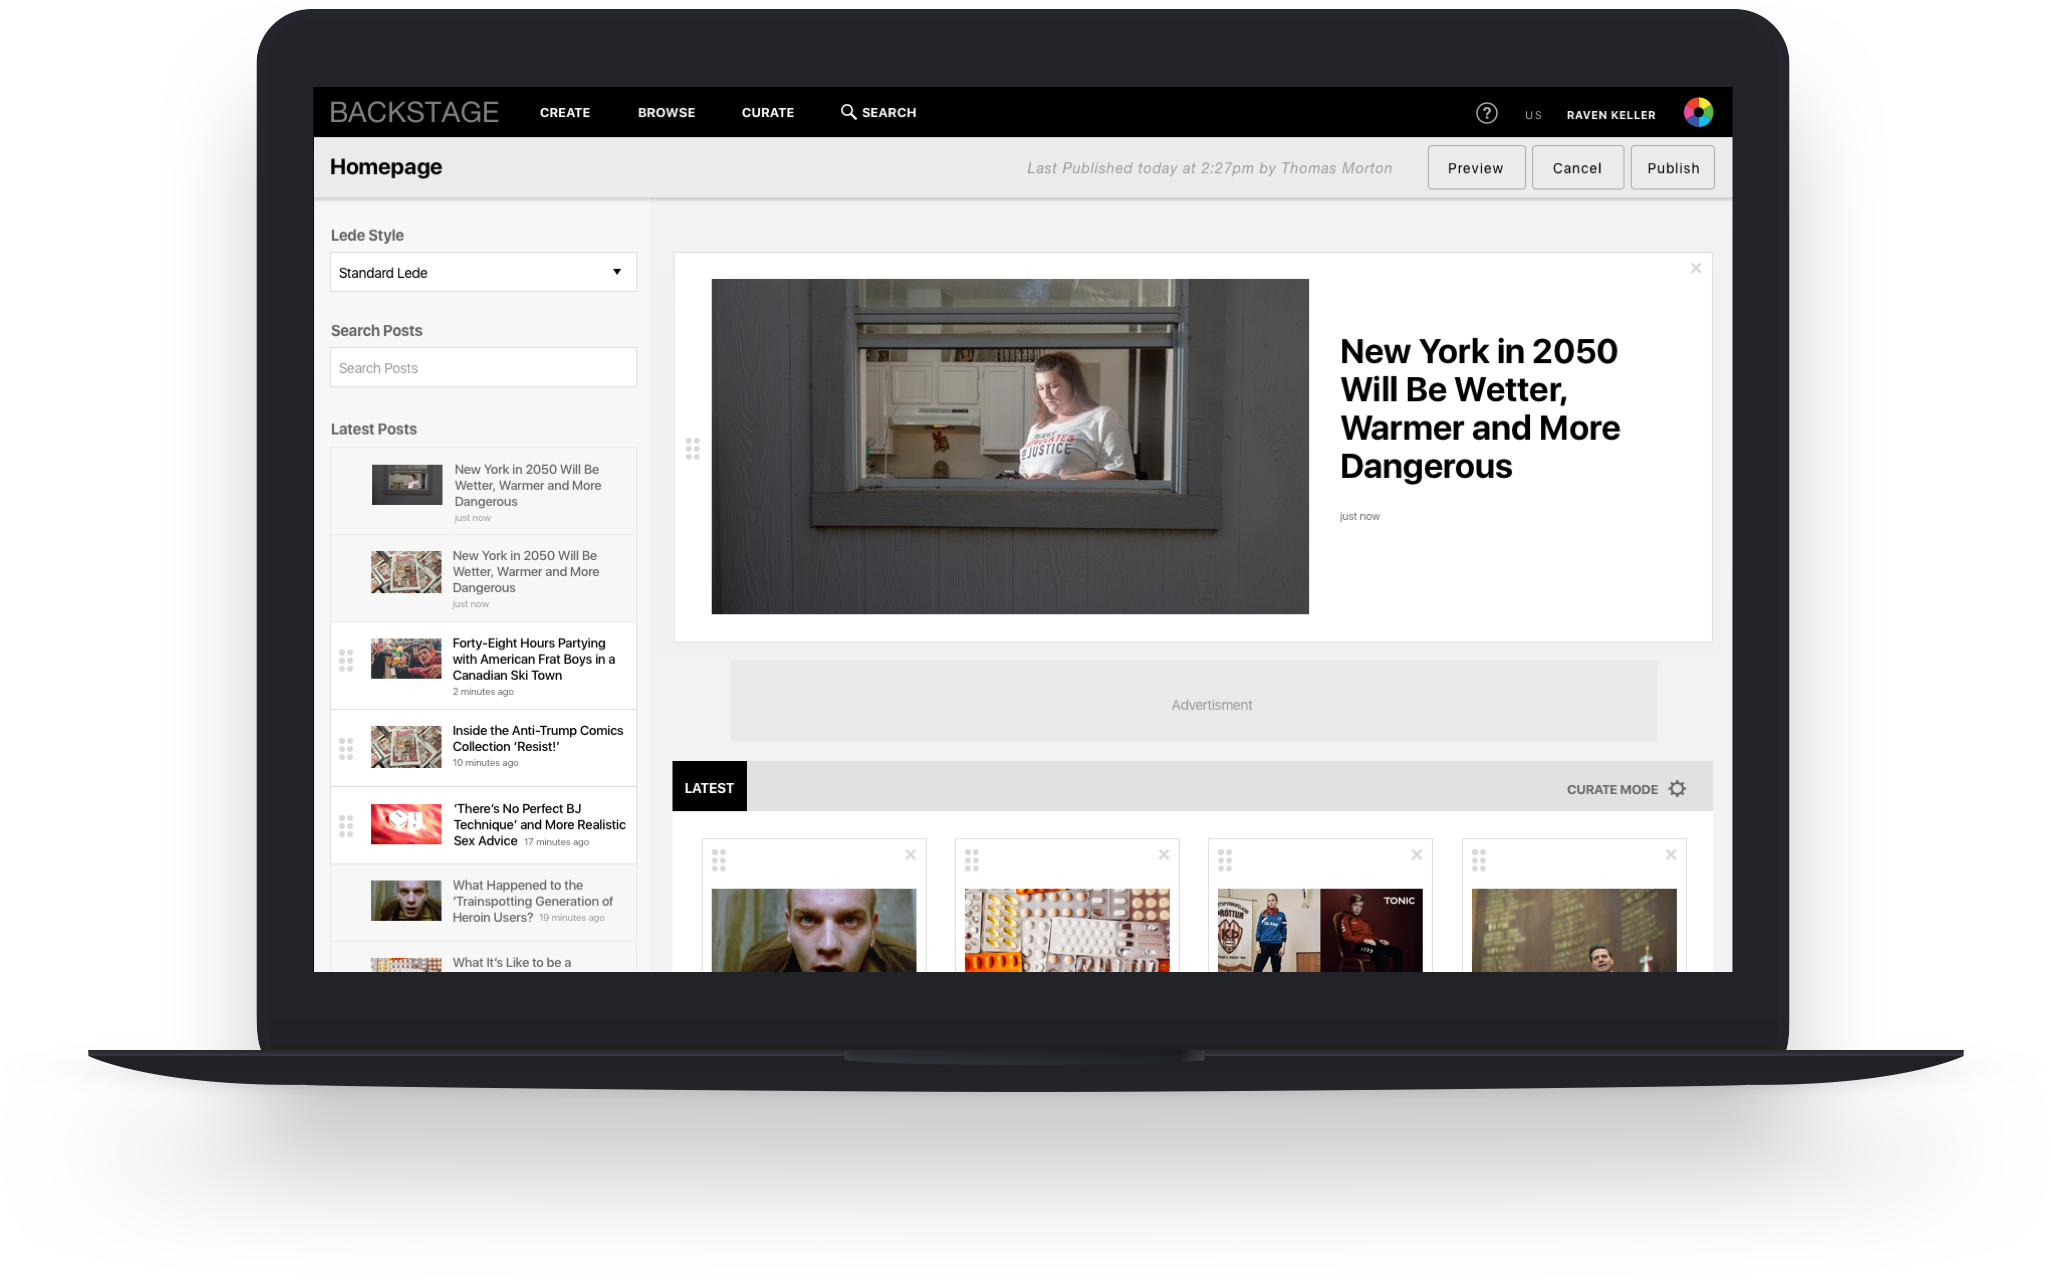 BACKSTAGE CREATE BROWSE CURATE SEARCH ? US RAVEN KELLER
Homepage Last Published today at 2:27pm by Thomas Morton Preview Cancel Publish
Lede Style
Standard Lede
Search Posts
Search Posts
Latest Posts
New York in 2050 Will Be
Wetter, Warmer and More
Dangerous
just now
New York in 2050 Will Be
Wetter, Warmer and More
Dangerous
just now
Forty-Eight Hours Partying
with American Frat Boys in a
Canadian Ski Town
2 minutes ago
Inside the Anti-Trump Comics
Collection ‘Resist!’
10 minutes ago
‘There’s No Perfect BJ
Technique’ and More Realistic
Sex Advice 17 minutes ago
What Happened to the
‘Trainspotting Generation of
Heroin Users? 19 minutes ago
What It’s Like to be a
TEXAS
ADVOCATES
JUSTICE
New York in 2050
Will Be Wetter,
Warmer and More
Dangerous
just now
Advertisment
LATEST CURATE MODE
TONIC